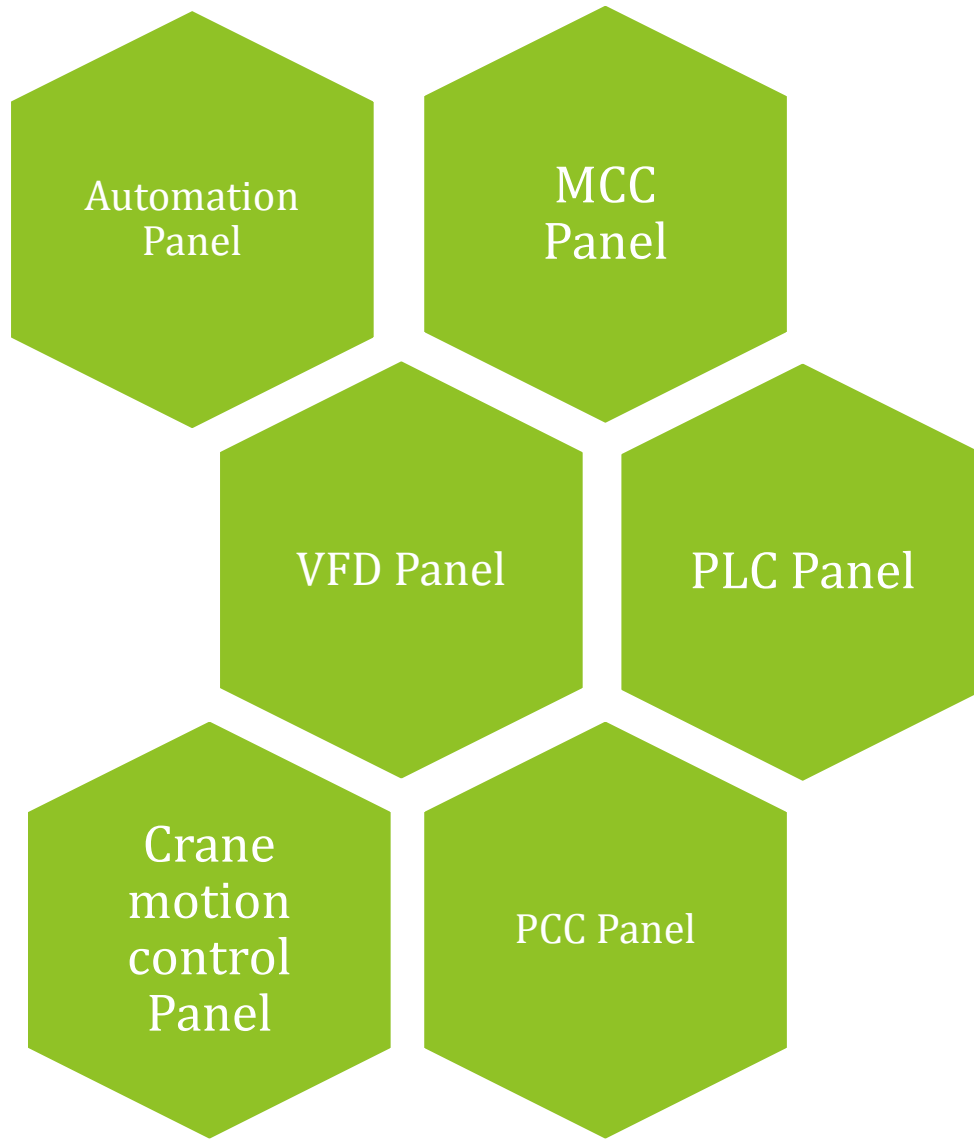 Automation
Panel
MCC
Panel
VFD Panel
PLC Panel
Crane
motion
control
Panel
PCC Panel